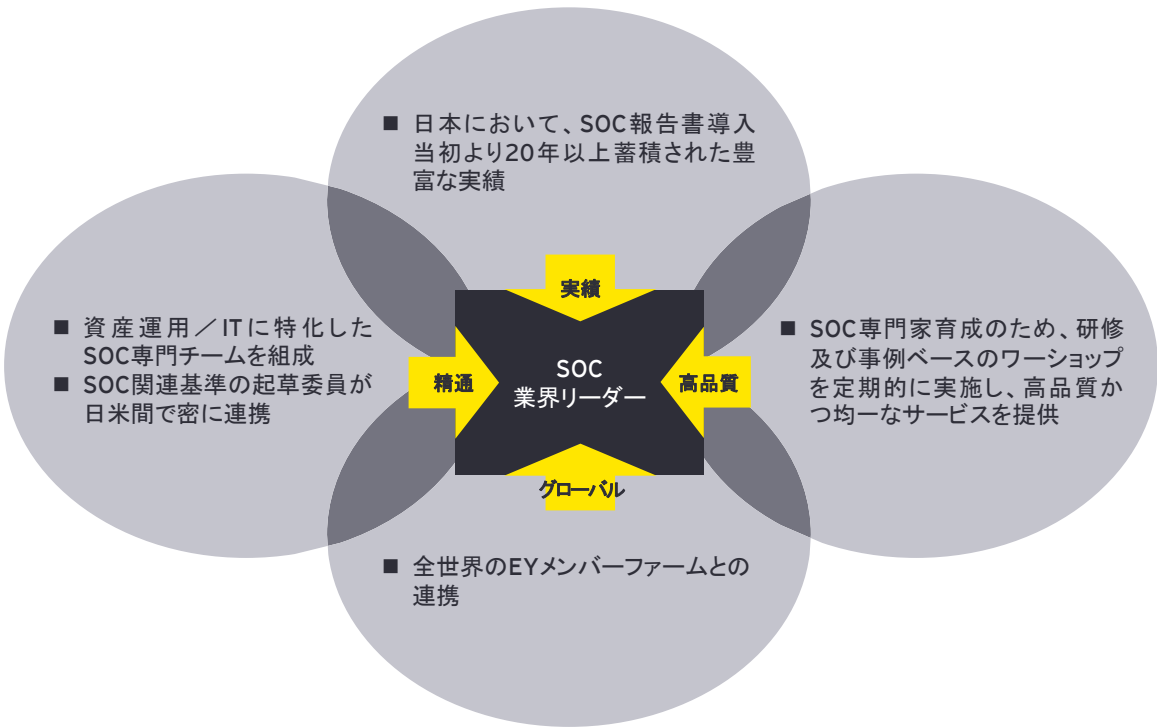 ■ 日本において、SOC報告書導入
当初より20年以上蓄積された豊
富な実績
実績
■ 資産運用／ITに特化した
SOC専門チームを組成
■ SOC関連基準の起草委員が
日米間で密に連携
精通
SOC
業界リーダー
高品質
■ SOC専門家育成のため、研修
及び事例ベースのワーショップ
を定期的に実施し、高品質か
つ均一なサービスを提供
グローバル
■ 全世界のEYメンバーファームとの
連携